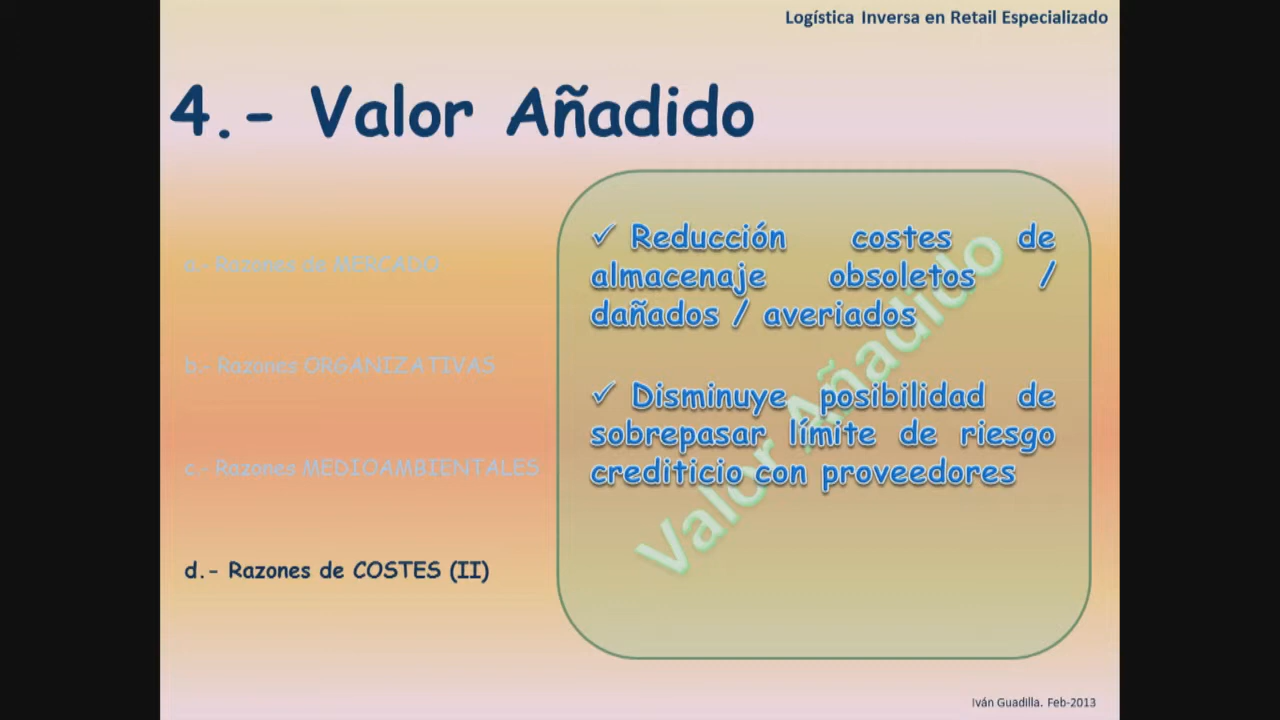 Logística Inversa en Retail Especializado
4.- Valor Añadido
a.- Razones de MERCADO
b.- Razones ORGANIZATIVAS
c.- Razones MEDIOAMBIENTALES
d.- Razones de COSTES (II)
✓ Reducción costes de
almacenaje obsoletos /
dañados / averiados
✓ Disminuye posibilidad de
sobrepasar límite de riesgo
crediticio con proveedores
Valor Añadido
Iván Guadilla. Feb-2013